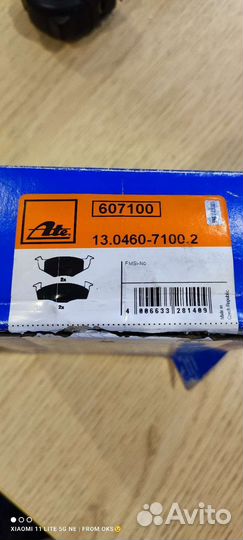 607100
Ate
13.0460-7100.2
FMSI-No
2x
2x
4 006633 281409
Made in
Czech Republic
XIAOMI 11 LITE 5G NE | FROM OKS😉
Avito